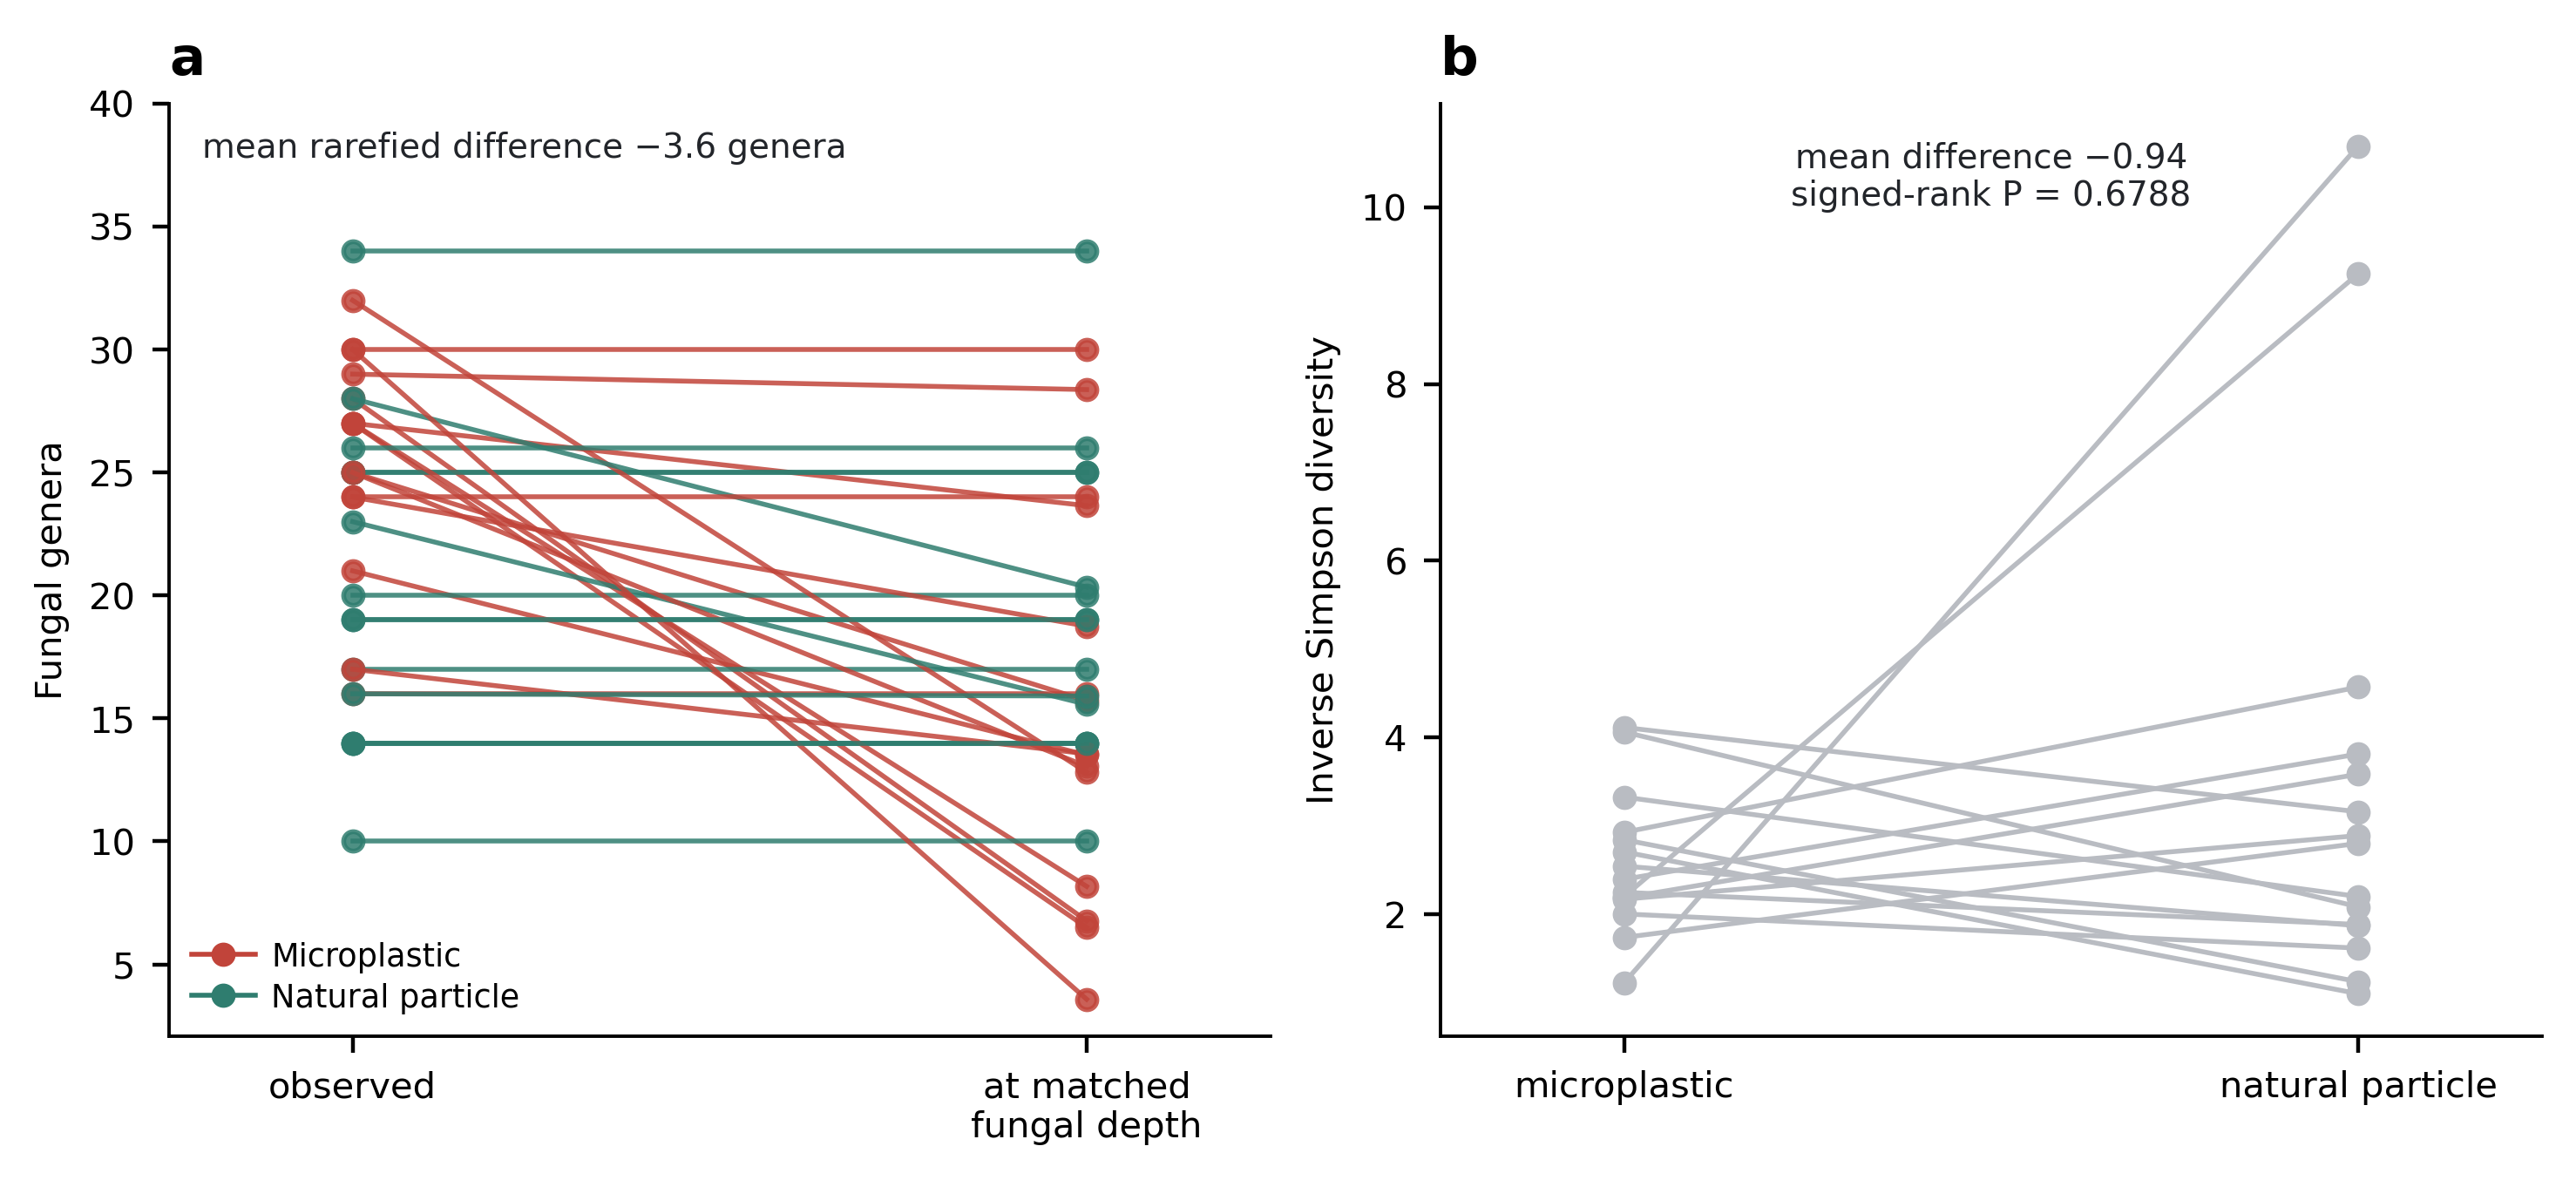 a
mean rarefied difference −3.6 genera
Fungal genera
40
35
30
25
20
15
10
5
Microplastic
Natural particle
observed
at matched
fungal depth
b
mean difference −0.94
signed-rank P = 0.6788
Inverse Simpson diversity
10
8
6
4
2
microplastic
natural particle